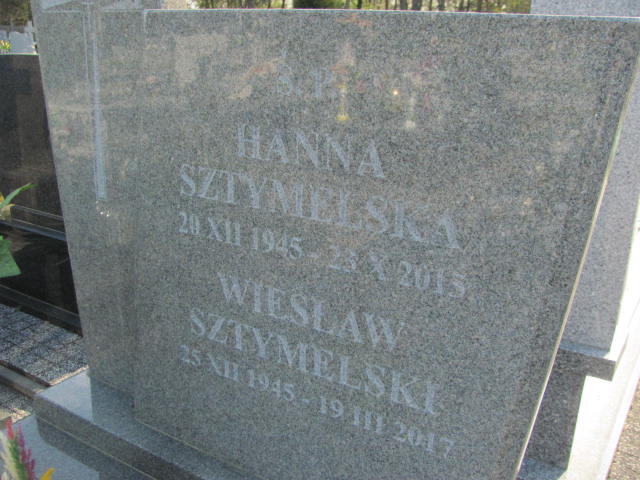 Ś. P.
HANNA
SZTYMELSKA
20 XII 1945 - 23 X 2015
WIESŁAW
SZTYMELSKI
25 XII 1945 - 19 III 2017